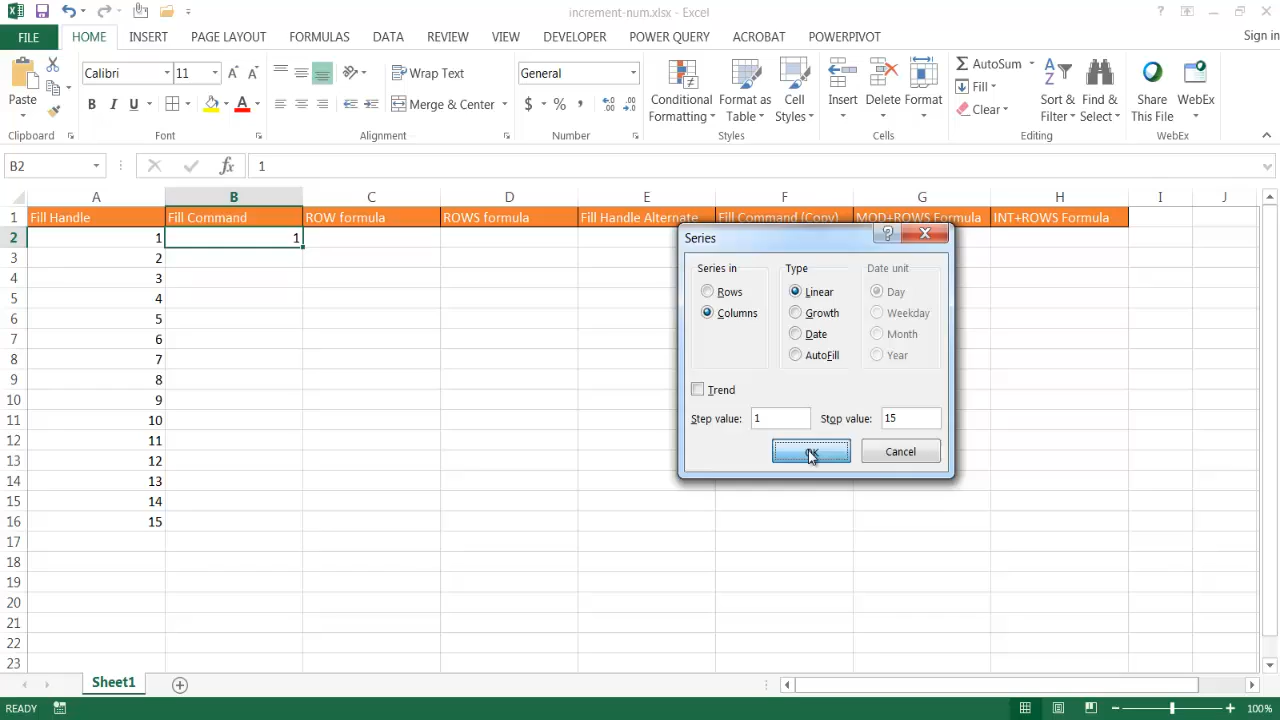 increment-num.xlsx - Excel
FILE HOME INSERT PAGE LAYOUT FORMULAS DATA REVIEW VIEW DEVELOPER POWER QUERY ACROBAT POWERPIVOT Sign in
Calibri 11 Wrap Text General AutoSum
Fill
Paste B I U Merge & Center $ % Conditional Formatting Format as Table Cell Styles Insert Delete Format Clear Sort & Filter Find & Select Share This File WebEx
Clipboard Font Alignment Number Styles Cells Editing WebEx
B2 fx 1
A B C D E F G H I J
1 Fill Handle Fill Command ROW formula ROWS formula Fill Handle Alternate Fill Command (Copy) MOD+ROWS Formula INT+ROWS Formula
2 1 1
3 2
4 3
5 4
6 5
7 6
8 7
9 8
10 9
11 10
12 11
13 12
14 13
15 14
16 15
17
18
19
20
21
22
23
Series
Series in Type Date unit
Rows Linear Day
Columns Growth Weekday
Date Month
AutoFill Year
Trend
Step value: 1 Stop value: 15
OK Cancel
Sheet1
READY 100%